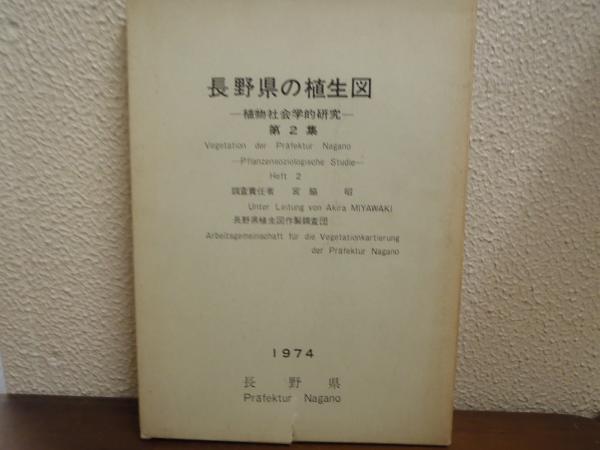 長野県の植生図
—植物社会学的研究—
第2集
Vegetation der Präfektur Nagano
—Pflanzensoziologische Studie—
Heft 2
調査責任者 宮脇 昭
Unter Leitung von Akira MIYAWAKI
長野県植生図作製調査団
Arbeitsgemeinschaft für die Vegetationkartierung
der Präfektur Nagano
1974
長野県
Präfektur Nagano